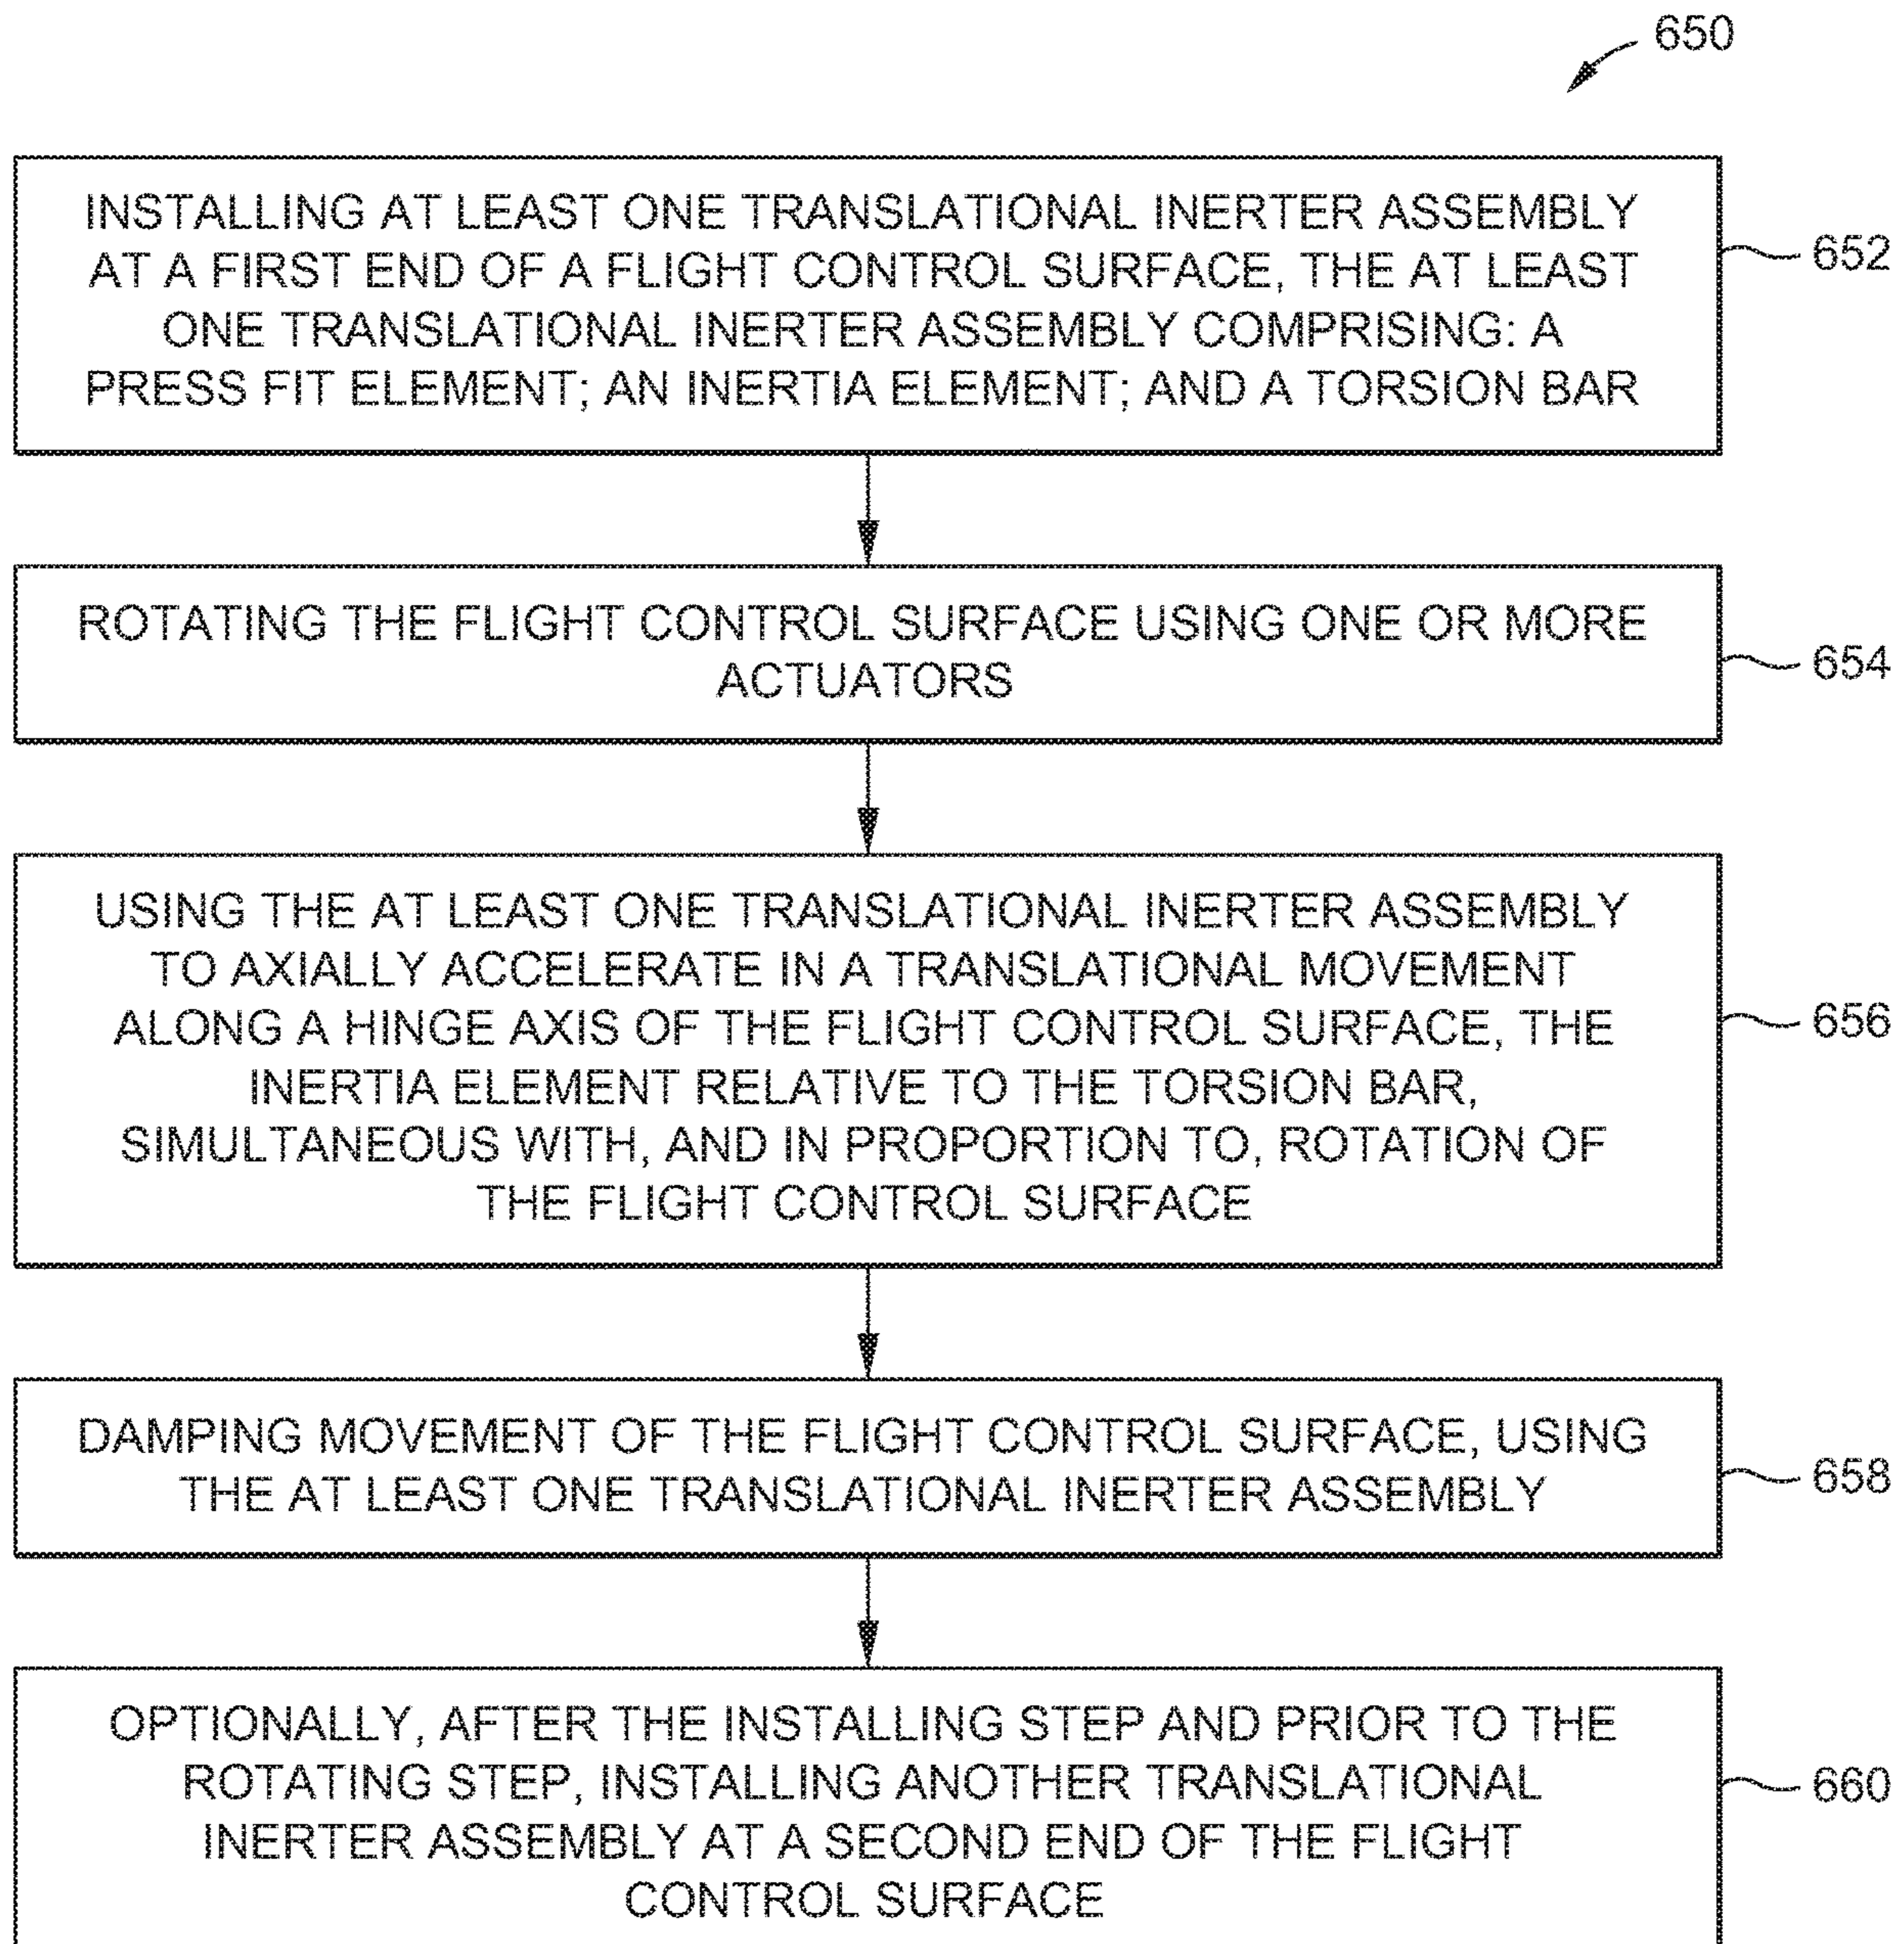 650
INSTALLING AT LEAST ONE TRANSLATIONAL INERTER ASSEMBLY
AT A FIRST END OF A FLIGHT CONTROL SURFACE, THE AT LEAST
ONE TRANSLATIONAL INERTER ASSEMBLY COMPRISING: A
PRESS FIT ELEMENT; AN INERTIA ELEMENT; AND A TORSION BAR
652
ROTATING THE FLIGHT CONTROL SURFACE USING ONE OR MORE
ACTUATORS
654
USING THE AT LEAST ONE TRANSLATIONAL INERTER ASSEMBLY
TO AXIALLY ACCELERATE IN A TRANSLATIONAL MOVEMENT
ALONG A HINGE AXIS OF THE FLIGHT CONTROL SURFACE, THE
INERTIA ELEMENT RELATIVE TO THE TORSION BAR,
SIMULTANEOUS WITH, AND IN PROPORTION TO, ROTATION OF
THE FLIGHT CONTROL SURFACE
656
DAMPING MOVEMENT OF THE FLIGHT CONTROL SURFACE, USING
THE AT LEAST ONE TRANSLATIONAL INERTER ASSEMBLY
658
OPTIONALLY, AFTER THE INSTALLING STEP AND PRIOR TO THE
ROTATING STEP, INSTALLING ANOTHER TRANSLATIONAL
INERTER ASSEMBLY AT A SECOND END OF THE FLIGHT
CONTROL SURFACE
660